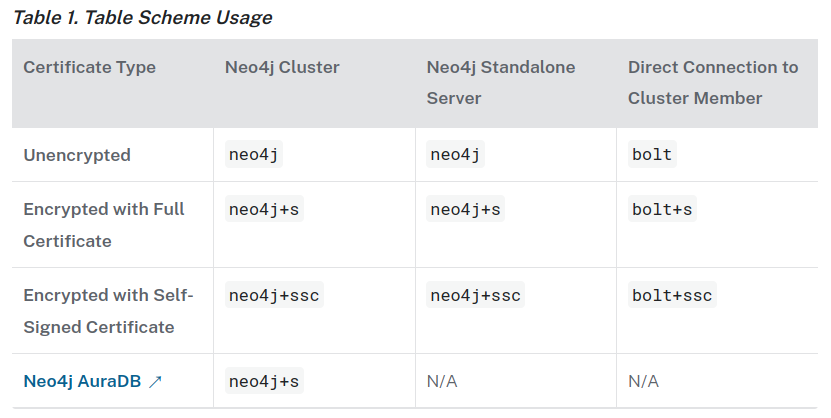 Table 1. Table Scheme Usage
Certificate Type
Neo4j Cluster
Neo4j Standalone
Server
Direct Connection to
Cluster Member
Unencrypted
neo4j
neo4j
bolt
Encrypted with Full
Certificate
neo4j+s
neo4j+s
bolt+s
Encrypted with Self-
Signed Certificate
neo4j+ssc
neo4j+ssc
bolt+ssc
Neo4j AuraDB ↗
neo4j+s
N/A
N/A